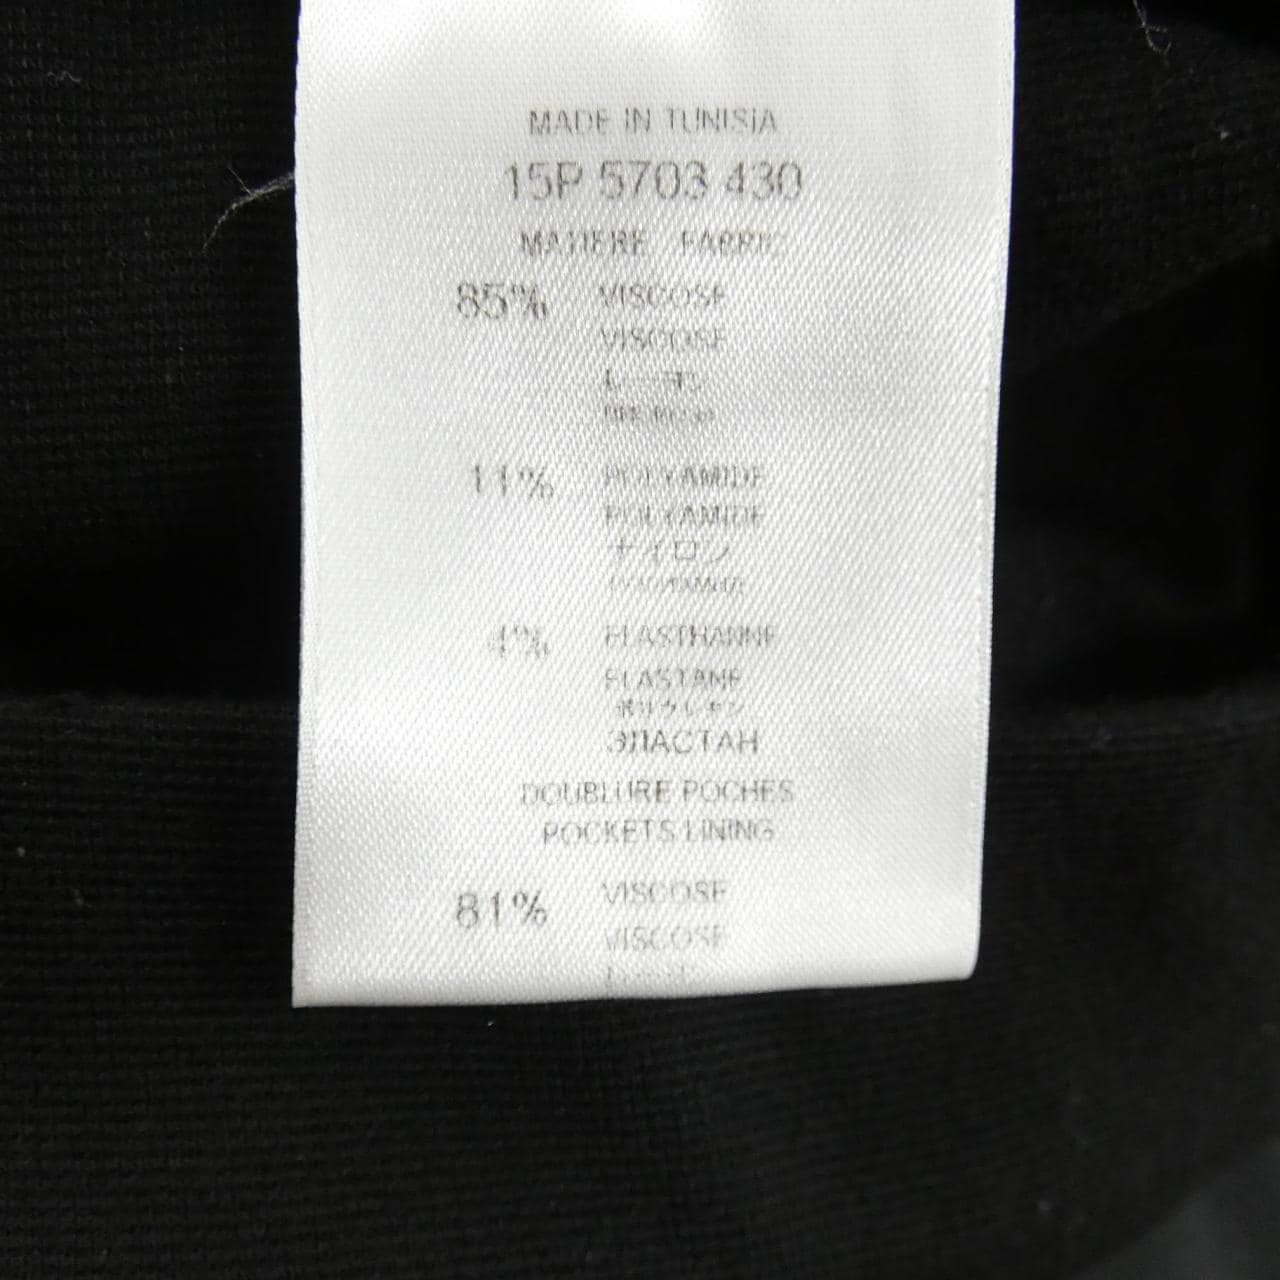 MADE IN TUNISIA
15P 5703 430
MATIERE FABRIC
85% VISCOSE
VISCOSE
11% POLYAMIDE
POLYAMIDE
ナイロン
4% ELASTHANNE
ELASTANE
ポリウレタン
ЭЛАСТАН
DOUBLURE POCHES
POCKETS LINING
81% VISCOSE
VISCOSE